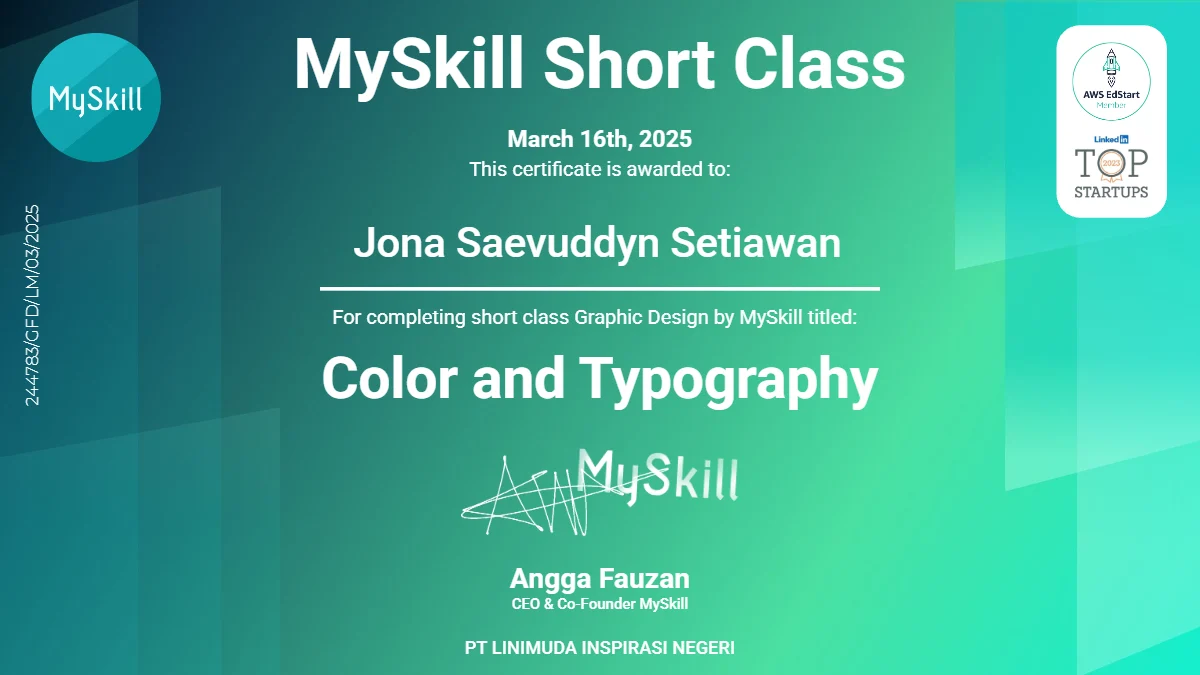 MySkill
MySkill Short Class
March 16th, 2025
This certificate is awarded to:
Jona Saevuddyn Setiawan
For completing short class Graphic Design by MySkill titled:
Color and Typography
MySkill
Angga Fauzan
CEO & Co-Founder MySkill
PT LINIMUDA INSPIRASI NEGERI
244783/GFD/LM/03/2025
AWS EdStart
Member
Linked in
TOP
2023
STARTUPS